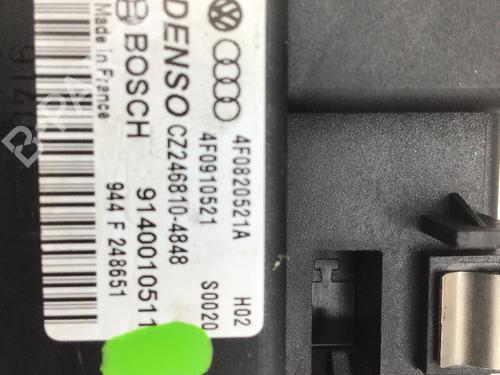 4F0820521A H02
4F0910521 S0020
DENSO CZ246810-4848
BOSCH 9140010511
Made in France 944 F 248651